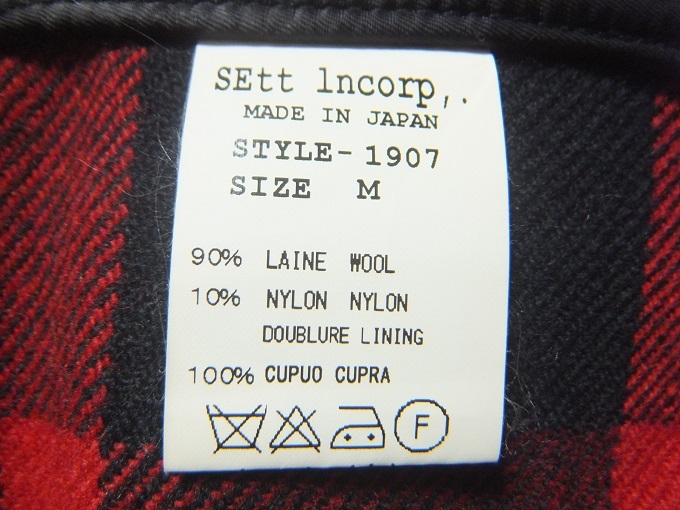 SEtt lncorp,.
MADE IN JAPAN
STYLE-1907
SIZE M
90% LAINE WOOL
10% NYLON NYLON
DOUBLURE LINING
100% CUPUO CUPRA
F